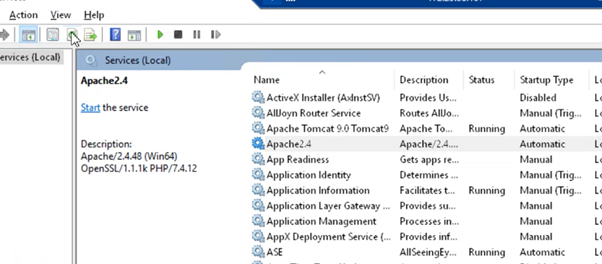 Action View Help
ervices (Local)
Services (Local)
Apache2.4
Start the service
Description:
Apache/2.4.48 (Win64)
OpenSSL/1.1.1k PHP/7.4.12
Name Description Status Startup Type Lo
ActiveX Installer (AxInstSV) Provides Us... Disabled Lo
AllJoyn Router Service Routes AllJo... Manual (Trig... Lo
Apache Tomcat 9.0 Tomcat9 Apache To... Running Automatic Lo
Apache2.4 Apache/2.4.... Automatic Lo
App Readiness Gets apps re... Manual Lo
Application Identity Determines ... Manual (Trig... Lo
Application Information Facilitates t... Running Manual (Trig... Lo
Application Layer Gateway ... Provides su... Manual Lo
Application Management Processes in... Manual Lo
AppX Deployment Service (... Provides inf... Manual Lo
ASE AllSeeingEy... Running Automatic Lo